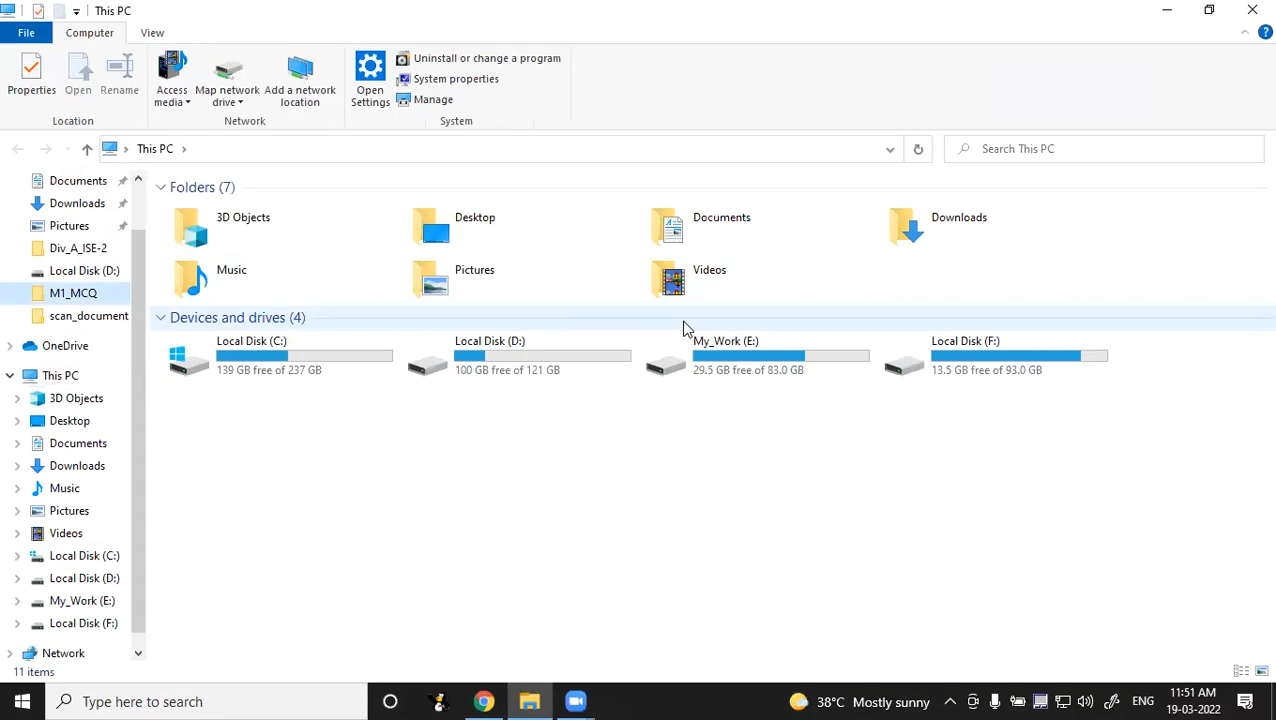 This PC
File Computer View
Properties Open Rename
Location
Access media Map network drive Add a network location
Network
Open Settings
Uninstall or change a program
System properties
Manage
System
This PC
Search This PC
Documents
Downloads
Pictures
Div_A_ISE-2
Local Disk (D:)
M1_MCQ
scan_document
OneDrive
This PC
3D Objects
Desktop
Documents
Downloads
Music
Pictures
Videos
Local Disk (C:)
Local Disk (D:)
My_Work (E:)
Local Disk (F:)
Network
Folders (7)
3D Objects Desktop Documents Downloads
Music Pictures Videos
Devices and drives (4)
Local Disk (C:) Local Disk (D:) My_Work (E:) Local Disk (F:)
139 GB free of 237 GB 100 GB free of 121 GB 29.5 GB free of 83.0 GB 13.5 GB free of 93.0 GB
11 items
Type here to search
38°C Mostly sunny
ENG
11:51 AM
19-03-2022